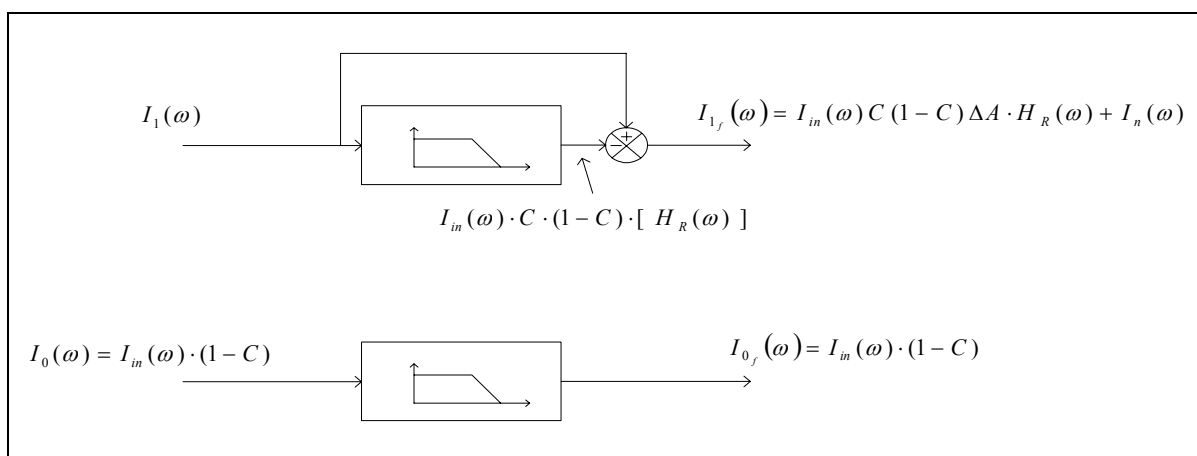 I_1(ω)
− +
I_{1_f}(ω) = I_{in}(ω) C (1 − C) ΔA · H_R(ω) + I_n(ω)
I_{in}(ω) · C · (1 − C) · [ H_R(ω) ]
I_0(ω) = I_{in}(ω) · (1 − C)
I_{0_f}(ω) = I_{in}(ω) · (1 − C)